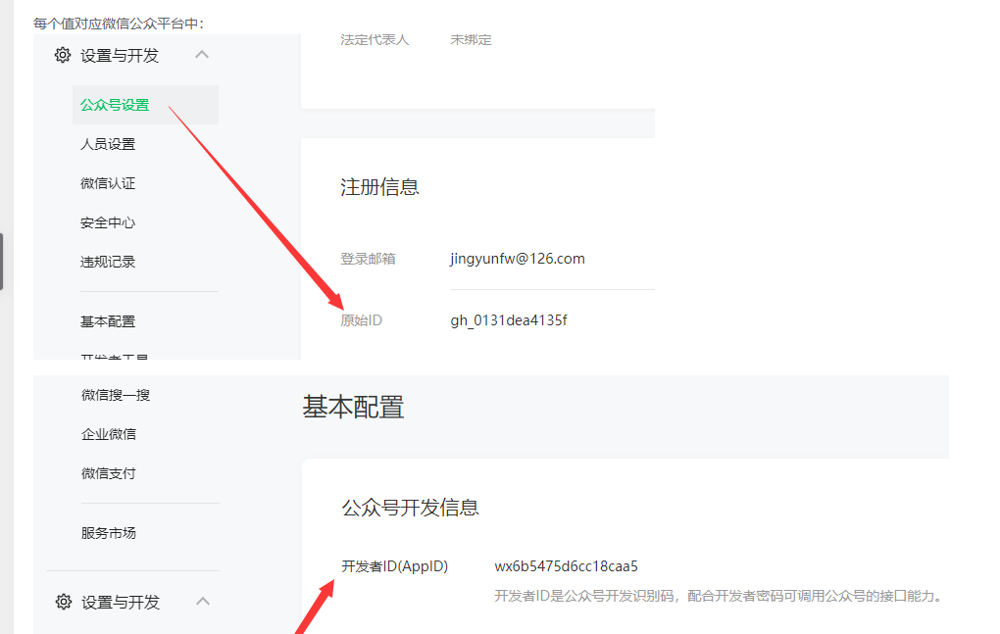 每个值对应微信公众平台中：
设置与开发
公众号设置
人员设置
微信认证
安全中心
违规记录
基本配置
开发者工具
法定代表人 未绑定
注册信息
登录邮箱 jingyunfw@126.com
原始ID gh_0131dea4135f
微信搜一搜
企业微信
微信支付
服务市场
设置与开发
基本配置
公众号开发信息
开发者ID(AppID) wx6b5475d6cc18caa5
开发者ID是公众号开发识别码，配合开发者密码可调用公众号的接口能力。